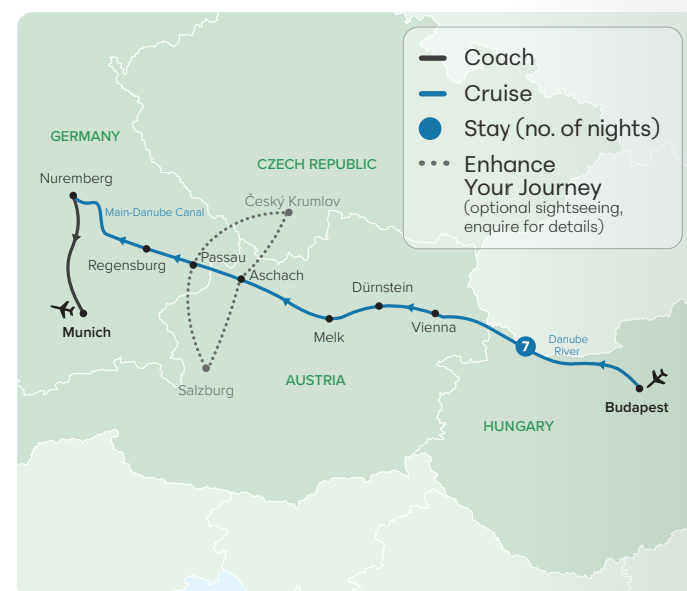 Coach
Cruise
Stay (no. of nights)
Enhance
Your Journey
(optional sightseeing,
enquire for details)
GERMANY
CZECH REPUBLIC
Nuremberg
Český Krumlov
Main-Danube Canal
Regensburg
Passau
Aschach
Dürnstein
Munich
Melk
Vienna
7
Danube
River
Salzburg
AUSTRIA
Budapest
HUNGARY